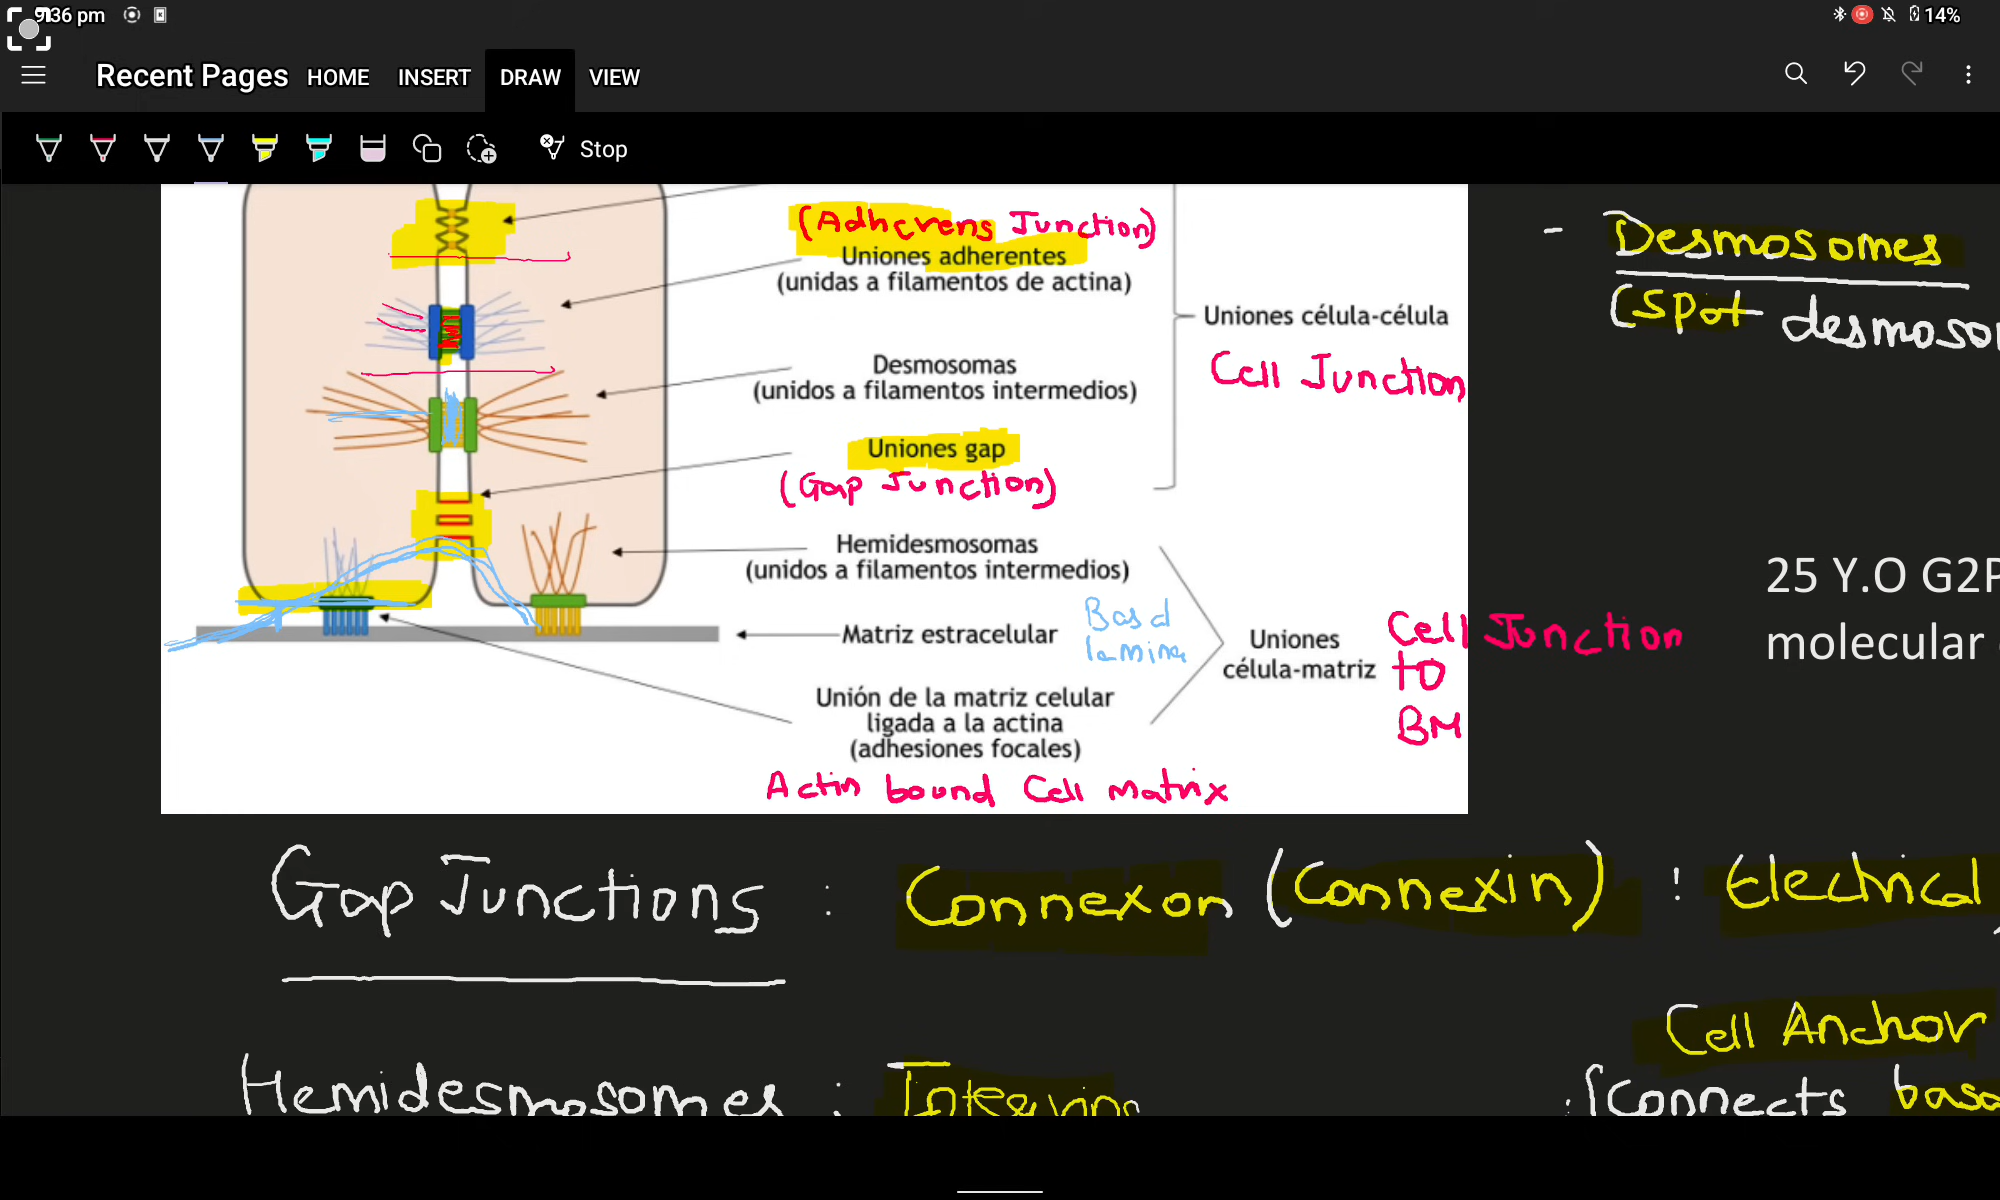 9:36 pm
14%
Recent Pages HOME INSERT DRAW VIEW
Stop
(Adherens Junction)
Uniones adherentes
(unidas a filamentos de actina)
Uniones célula-célula
Cell Junction
Desmosomas
(unidos a filamentos intermedios)
Uniones gap
(Gap Junction)
Hemidesmosomas
(unidos a filamentos intermedios)
Matriz estracelular
Basal
lamina
Uniones
célula-matriz
Cell Junction
to
BM
Unión de la matriz celular
ligada a la actina
(adhesiones focales)
Actin bound Cell matrix
- Desmosomes
(Spot desmoso
25 Y.O G2P
molecular
Gap Junctions : Connexon (Connexin) : Electrical
Cell Anchor
Hemidesmosomes : Integrins
: (Connects basa